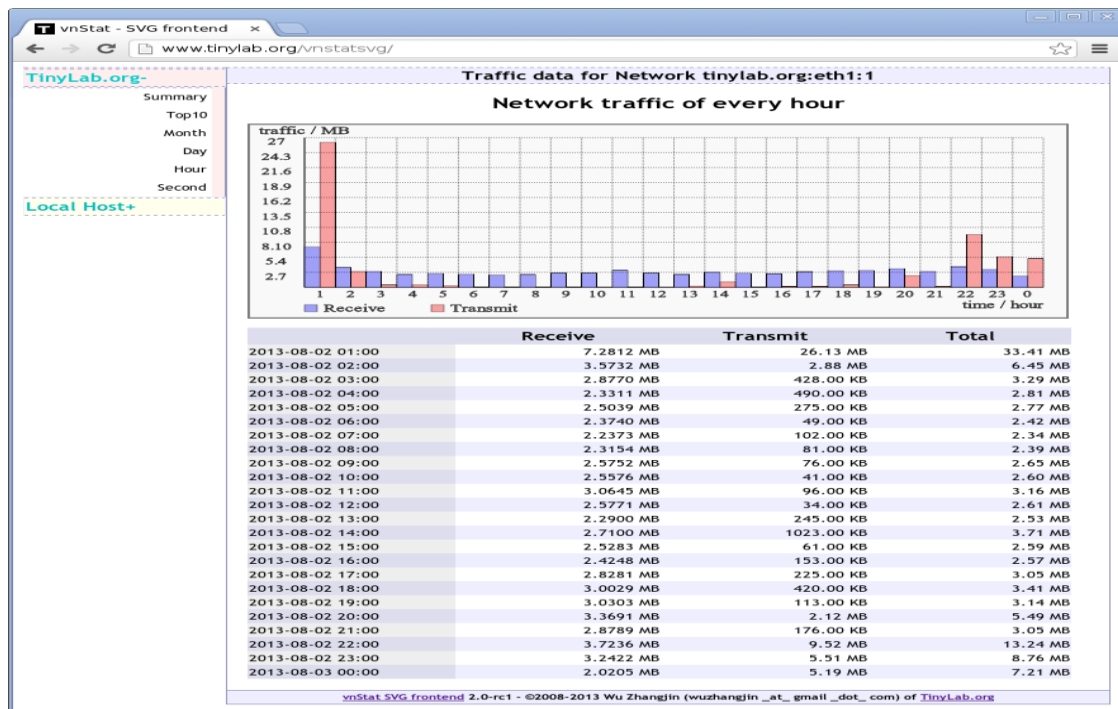 vnStat - SVG frontend
www.tinylab.org/vnstatsvg/
TinyLab.org-
Summary
Top10
Month
Day
Hour
Second
Local Host+
Traffic data for Network tinylab.org:eth1:1
Network traffic of every hour
traffic / MB
27
24.3
21.6
18.9
16.2
13.5
10.8
8.10
5.4
2.7
1 2 3 4 5 6 7 8 9 10 11 12 13 14 15 16 17 18 19 20 21 22 23 0
time / hour
Receive Transmit
Receive Transmit Total
2013-08-02 01:00 7.2812 MB 26.13 MB 33.41 MB
2013-08-02 02:00 3.5732 MB 2.88 MB 6.45 MB
2013-08-02 03:00 2.8770 MB 428.00 KB 3.29 MB
2013-08-02 04:00 2.3311 MB 490.00 KB 2.81 MB
2013-08-02 05:00 2.5039 MB 275.00 KB 2.77 MB
2013-08-02 06:00 2.3740 MB 49.00 KB 2.42 MB
2013-08-02 07:00 2.2373 MB 102.00 KB 2.34 MB
2013-08-02 08:00 2.3154 MB 81.00 KB 2.39 MB
2013-08-02 09:00 2.5752 MB 76.00 KB 2.65 MB
2013-08-02 10:00 2.5576 MB 41.00 KB 2.60 MB
2013-08-02 11:00 3.0645 MB 96.00 KB 3.16 MB
2013-08-02 12:00 2.5771 MB 34.00 KB 2.61 MB
2013-08-02 13:00 2.2900 MB 245.00 KB 2.53 MB
2013-08-02 14:00 2.7100 MB 1023.00 KB 3.71 MB
2013-08-02 15:00 2.5283 MB 61.00 KB 2.59 MB
2013-08-02 16:00 2.4248 MB 153.00 KB 2.57 MB
2013-08-02 17:00 2.8281 MB 225.00 KB 3.05 MB
2013-08-02 18:00 3.0029 MB 420.00 KB 3.41 MB
2013-08-02 19:00 3.0303 MB 113.00 KB 3.14 MB
2013-08-02 20:00 3.3691 MB 2.12 MB 5.49 MB
2013-08-02 21:00 2.8789 MB 176.00 KB 3.05 MB
2013-08-02 22:00 3.7236 MB 9.52 MB 13.24 MB
2013-08-02 23:00 3.2422 MB 5.51 MB 8.76 MB
2013-08-03 00:00 2.0205 MB 5.19 MB 7.21 MB
vnStat SVG frontend 2.0-rc1 - ©2008-2013 Wu Zhangjin (wuzhangjin _at_ gmail _dot_ com) of TinyLab.org